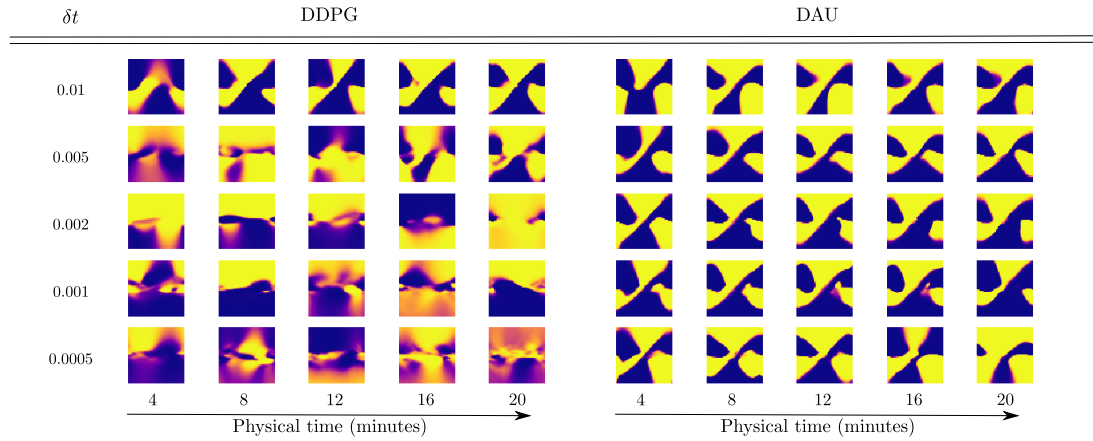 δt DDPG DAU
0.01
0.005
0.002
0.001
0.0005
4 8 12 16 20 4 8 12 16 20
Physical time (minutes) Physical time (minutes)